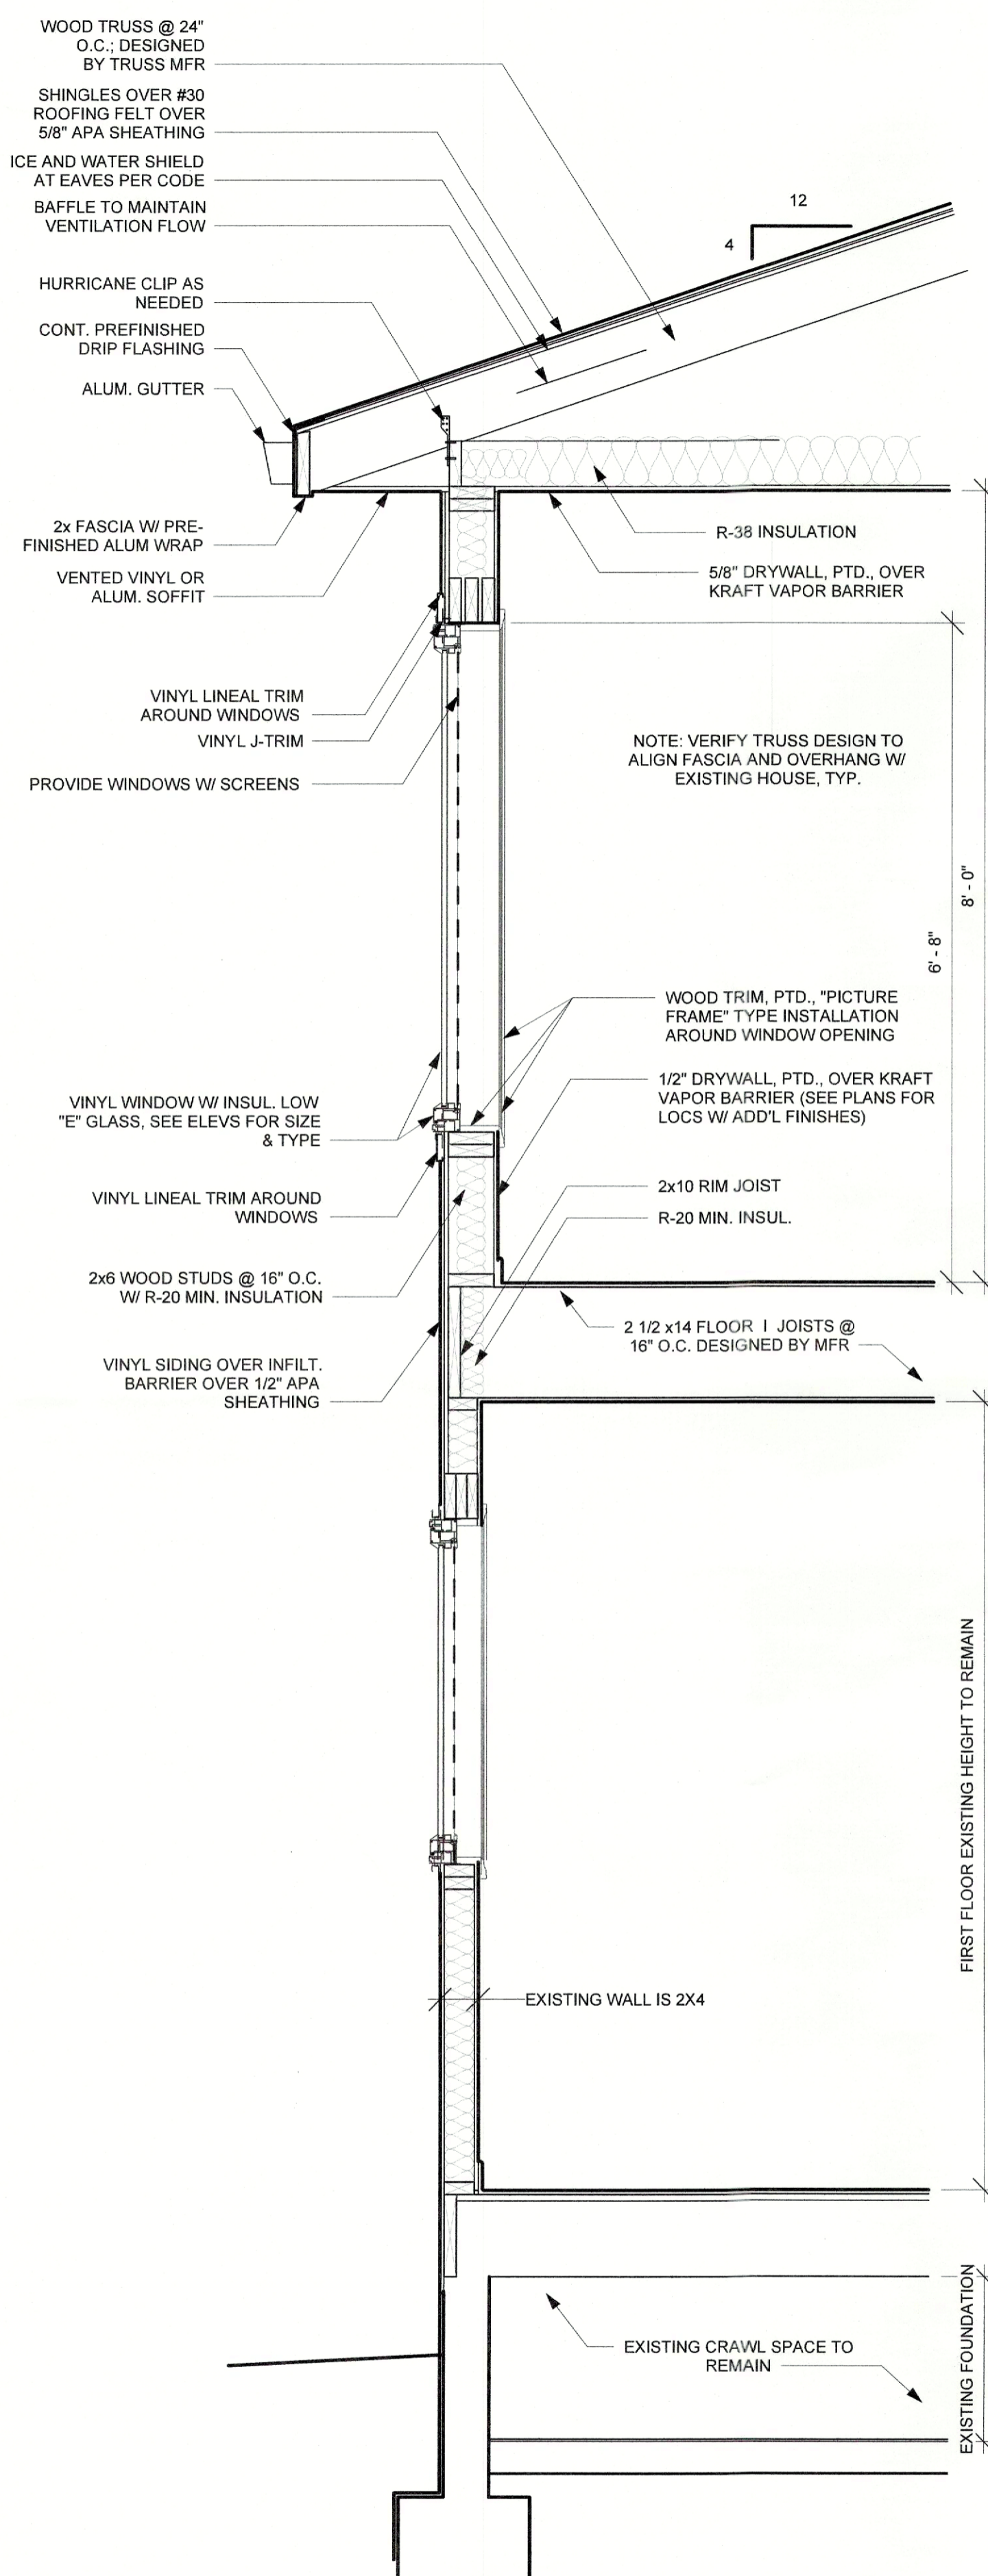 WOOD TRUSS @ 24"
O.C.; DESIGNED
BY TRUSS MFR
SHINGLES OVER #30
ROOFING FELT OVER
5/8" APA SHEATHING
ICE AND WATER SHIELD
AT EAVES PER CODE
BAFFLE TO MAINTAIN
VENTILATION FLOW
12
4
HURRICANE CLIP AS
NEEDED
CONT. PREFINISHED
DRIP FLASHING
ALUM. GUTTER
2x FASCIA W/ PRE-
FINISHED ALUM WRAP
VENTED VINYL OR
ALUM. SOFFIT
R-38 INSULATION
5/8" DRYWALL, PTD., OVER
KRAFT VAPOR BARRIER
VINYL LINEAL TRIM
AROUND WINDOWS
VINYL J-TRIM
PROVIDE WINDOWS W/ SCREENS
NOTE: VERIFY TRUSS DESIGN TO
ALIGN FASCIA AND OVERHANG W/
EXISTING HOUSE, TYP.
8' - 0"
6' - 8"
WOOD TRIM, PTD., "PICTURE
FRAME" TYPE INSTALLATION
AROUND WINDOW OPENING
1/2" DRYWALL, PTD., OVER KRAFT
VAPOR BARRIER (SEE PLANS FOR
LOCS W/ ADD'L FINISHES)
VINYL WINDOW W/ INSUL. LOW
"E" GLASS, SEE ELEVS FOR SIZE
& TYPE
2x10 RIM JOIST
R-20 MIN. INSUL.
VINYL LINEAL TRIM AROUND
WINDOWS
2x6 WOOD STUDS @ 16" O.C.
W/ R-20 MIN. INSULATION
2 1/2 x14 FLOOR I JOISTS @
16" O.C. DESIGNED BY MFR
VINYL SIDING OVER INFILT.
BARRIER OVER 1/2" APA
SHEATHING
FIRST FLOOR EXISTING HEIGHT TO REMAIN
EXISTING WALL IS 2X4
EXISTING CRAWL SPACE TO
REMAIN
EXISTING FOUNDATION